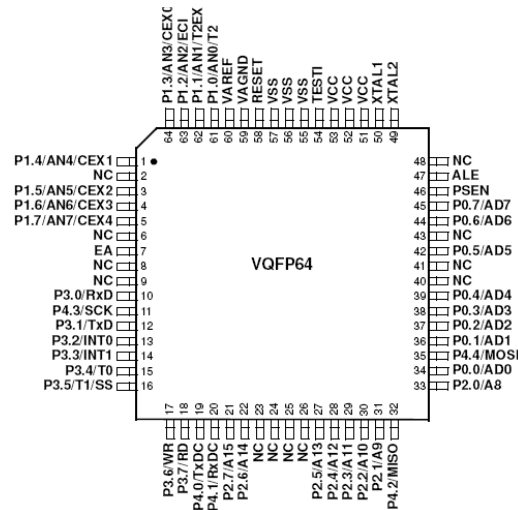 P1.3/AN3/CEX0
P1.2/AN2/ECI
P1.1/AN1/T2EX
P1.0/AN0/T2
VAREF
VAGND
RESET
VSS
VSS
VSS
TESTI
VCC
VCC
VCC
XTAL1
XTAL2
64 63 62 61 60 59 58 57 56 55 54 53 52 51 50 49
P1.4/AN4/CEX1 1
NC 2
P1.5/AN5/CEX2 3
P1.6/AN6/CEX3 4
P1.7/AN7/CEX4 5
NC 6
EA 7
NC 8
NC 9
P3.0/RxD 10
P4.3/SCK 11
P3.1/TxD 12
P3.2/INT0 13
P3.3/INT1 14
P3.4/T0 15
P3.5/T1/SS 16
VQFP64
48 NC
47 ALE
46 PSEN
45 P0.7/AD7
44 P0.6/AD6
43 NC
42 P0.5/AD5
41 NC
40 NC
39 P0.4/AD4
38 P0.3/AD3
37 P0.2/AD2
36 P0.1/AD1
35 P4.4/MOSI
34 P0.0/AD0
33 P2.0/A8
17 18 19 20 21 22 23 24 25 26 27 28 29 30 31 32
P3.6/WR
P3.7/RD
P4.0/TxDC
P4.1/RxDC
P2.7/A15
P2.6/A14
NC
NC
NC
NC
P2.5/A13
P2.4/A12
P2.3/A11
P2.2/A10
P2.1/A9
P4.2/MISO